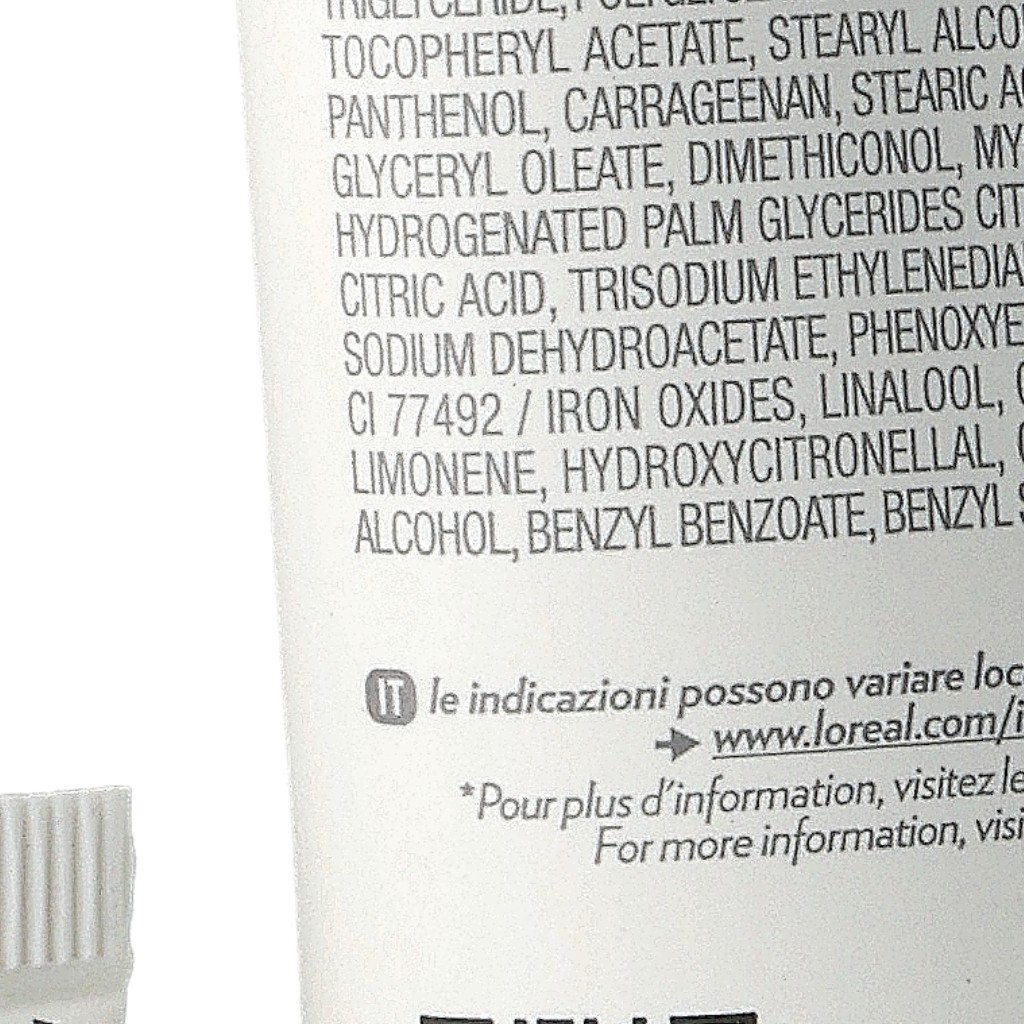 TRIGLYCERIDE,
TOCOPHERYL ACETATE, STEARYL ALCO
PANTHENOL, CARRAGEENAN, STEARIC A
GLYCERYL OLEATE, DIMETHICONOL, MY
HYDROGENATED PALM GLYCERIDES CIT
CITRIC ACID, TRISODIUM ETHYLENEDIA
SODIUM DEHYDROACETATE, PHENOXYE
CI 77492 / IRON OXIDES, LINALOOL,
LIMONENE, HYDROXYCITRONELLAL,
ALCOHOL, BENZYL BENZOATE, BENZYL S
IT le indicazioni possono variare loc
www.loreal.com/i
*Pour plus d'information, visitez le
For more information, visi